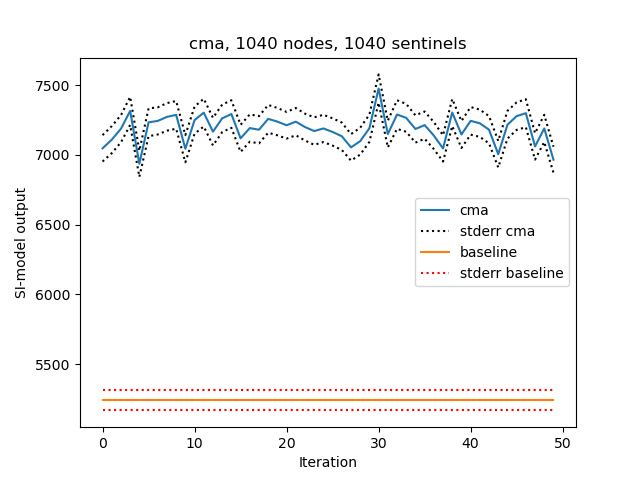 cma, 1040 nodes, 1040 sentinels
7500
7000
6500
6000
5500
SI-model output
cma
stderr cma
baseline
stderr baseline
0
10
20
30
40
50
Iteration